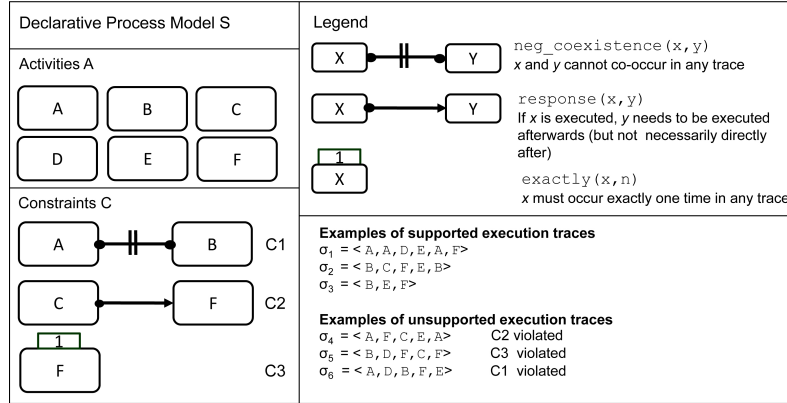 Declarative Process Model S
Activities A
A B C
D E F
Constraints C
A B C1
C F C2
1
F C3
Legend
X Y neg_coexistence(x,y)
x and y cannot co-occur in any trace
X Y response(x,y)
If x is executed, y needs to be executed
afterwards (but not necessarily directly
after)
1
X exactly(x,n)
x must occur exactly one time in any trace
Examples of supported execution traces
σ1 = < A,A,D,E,A,F>
σ2 = < B,C,F,E,B>
σ3 = < B,E,F>
Examples of unsupported execution traces
σ4 = < A,F,C,E,A> C2 violated
σ5 = < B,D,F,C,F> C3 violated
σ6 = < A,D,B,F,E> C1 violated